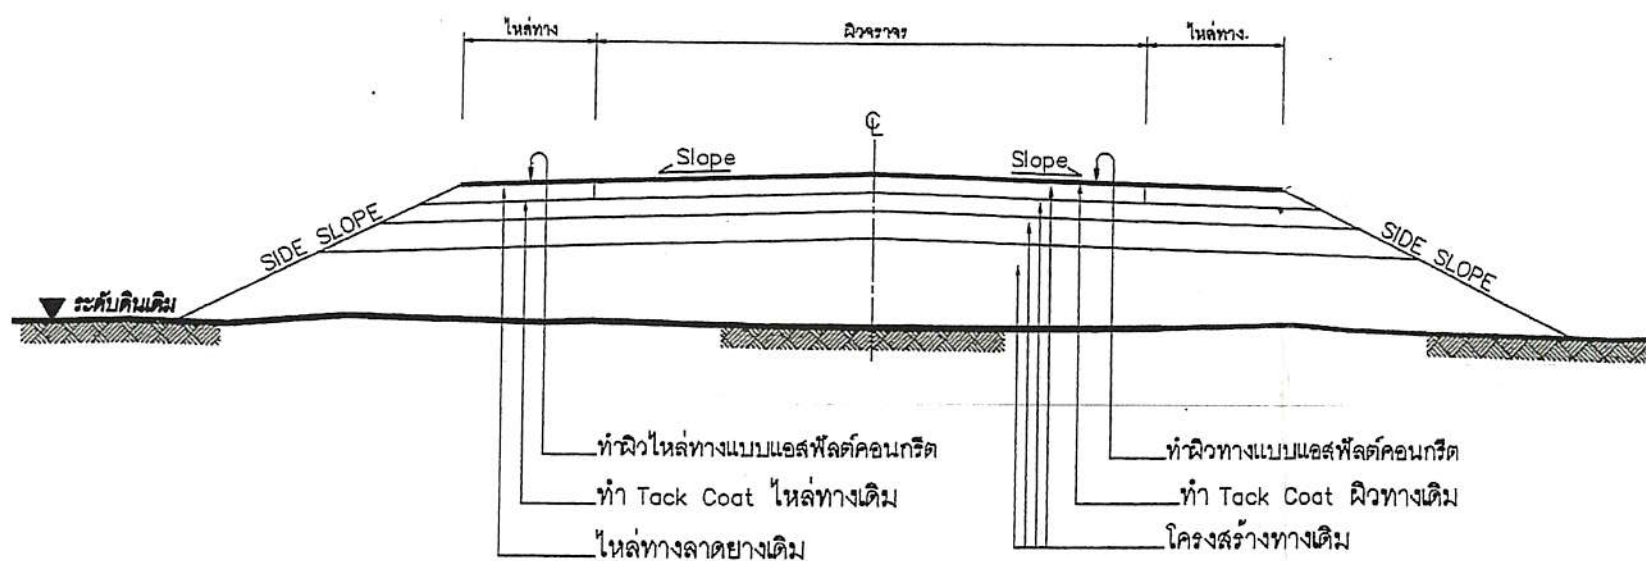 ไหล่ทาง
ผิวจราจร
ไหล่ทาง
℄
Slope
Slope
SIDE SLOPE
SIDE SLOPE
ระดับดินเดิม
ทำผิวไหล่ทางแบบแอสฟัลต์คอนกรีต
ทำ Tack Coat ไหล่ทางเดิม
ไหล่ทางลาดยางเดิม
ทำผิวทางแบบแอสฟัลต์คอนกรีต
ทำ Tack Coat ผิวทางเดิม
โครงสร้างทางเดิม